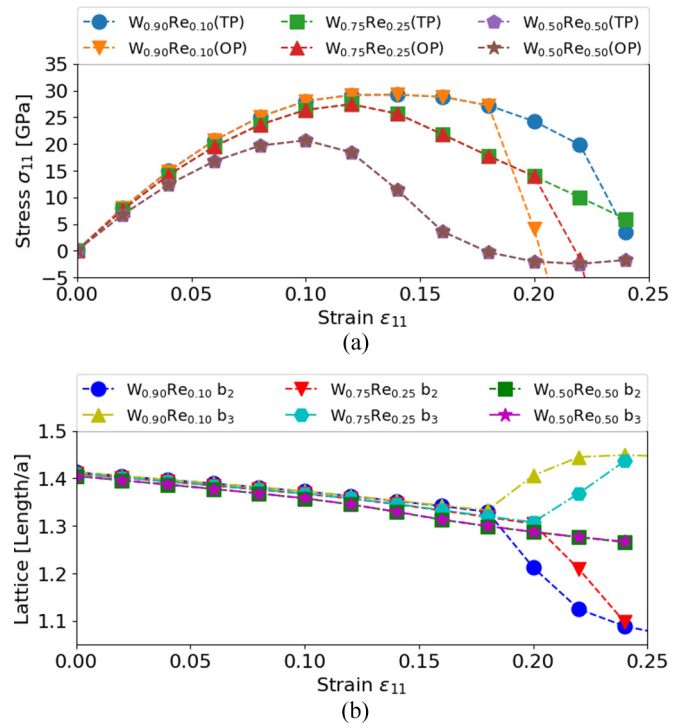 W0.90Re0.10(TP) W0.75Re0.25(TP) W0.50Re0.50(TP)
W0.90Re0.10(OP) W0.75Re0.25(OP) W0.50Re0.50(OP)
35
30
25
20
15
10
5
0
−5
Stress σ11 [GPa]
0.00 0.05 0.10 0.15 0.20 0.25
Strain ε11
(a)
W0.90Re0.10 b2 W0.75Re0.25 b2 W0.50Re0.50 b2
W0.90Re0.10 b3 W0.75Re0.25 b3 W0.50Re0.50 b3
1.5
1.4
1.3
1.2
1.1
Lattice [Length/a]
0.00 0.05 0.10 0.15 0.20 0.25
Strain ε11
(b)